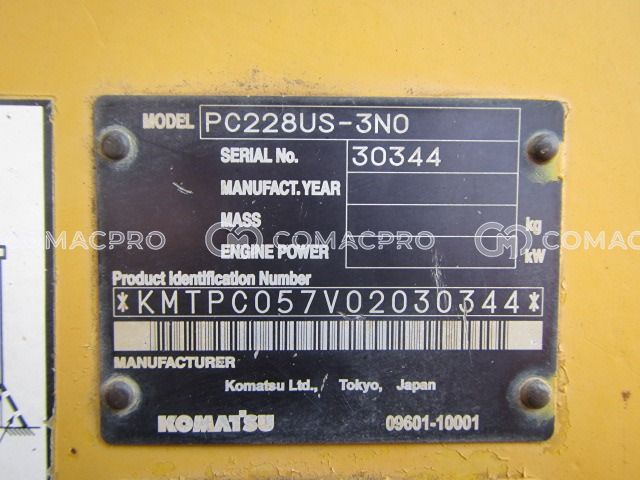 MODEL PC228US-3N0
SERIAL No. 30344
MANUFACT. YEAR
MASS kg
COMACPRO COMACPRO COMACPRO
ENGINE POWER kW
Product Identification Number
*KMTPC057V02030344*
MANUFACTURER
Komatsu Ltd., Tokyo, Japan
KOMATSU 09601-10001